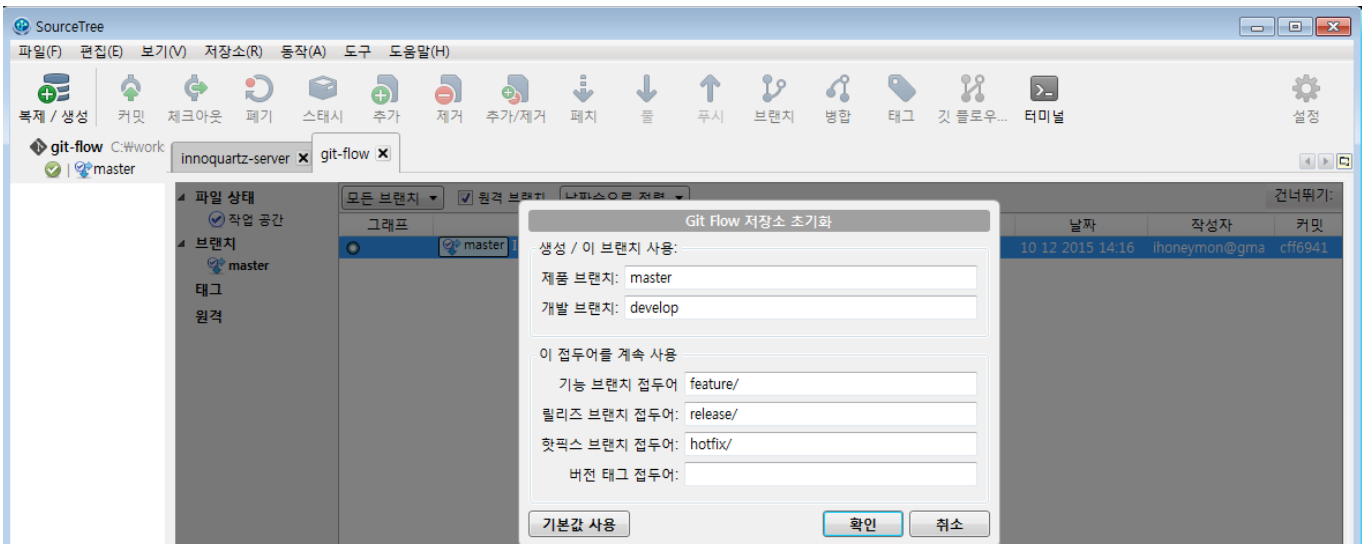 SourceTree
파일(F) 편집(E) 보기(V) 저장소(R) 동작(A) 도구 도움말(H)
복제 / 생성 커밋 체크아웃 폐기 스태시 추가 제거 추가/제거 패치 풀 푸시 브랜치 병합 태그 깃 플로우... 터미널 설정
git-flow C:₩work
master
innoquartz-server
git-flow
파일 상태
작업 공간
브랜치
master
태그
원격
모든 브랜치 원격 브랜치 날짜순으로 정렬 건너뛰기:
그래프 날짜 작성자 커밋
master 10 12 2015 14:16 ihoneymon@gma cff6941
Git Flow 저장소 초기화
생성 / 이 브랜치 사용:
제품 브랜치: master
개발 브랜치: develop
이 접두어를 계속 사용
기능 브랜치 접두어 feature/
릴리즈 브랜치 접두어: release/
핫픽스 브랜치 접두어: hotfix/
버전 태그 접두어:
기본값 사용 확인 취소